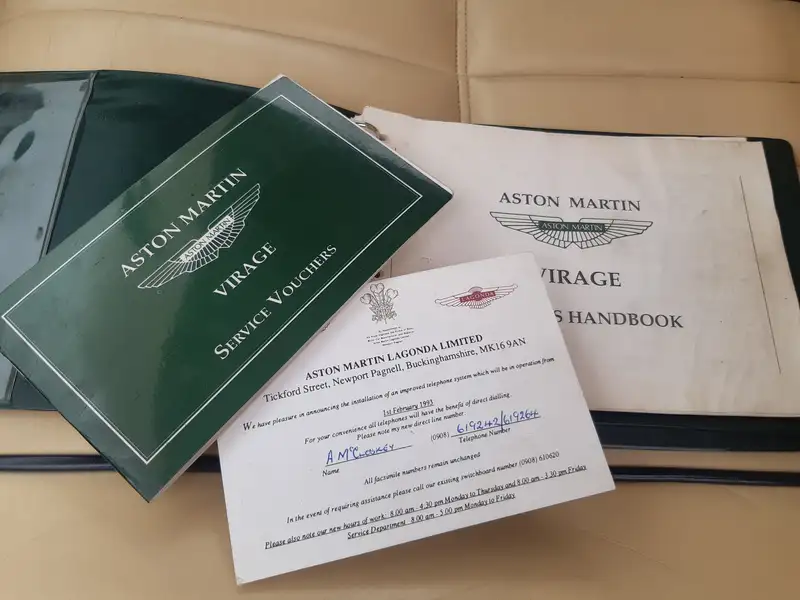 ASTON MARTIN
ASTON MARTIN
VIRAGE
SERVICE VOUCHERS
ASTON MARTIN
ASTON MARTIN
VIRAGE
S HANDBOOK
LAGONDA
ASTON MARTIN LAGONDA LIMITED
Tickford Street, Newport Pagnell, Buckinghamshire, MK16 9AN
We have pleasure in announcing the installation of an improved telephone system which will be in operation from
1st February 1993
For your convenience all telephones will have the benefit of direct dialling.
Please note my new direct line number
A McCloskey (0908) 619242/619264
Name Telephone Number
All facsimile numbers remain unchanged
In the event of requiring assistance please call our existing switchboard number (0908) 610620
Please also note our new hours of work: 8.00 am - 4.30 pm Monday to Thursday and 8.00 am - 3.30 pm Friday
Service Department 8.00 am - 5.00 pm Monday to Friday